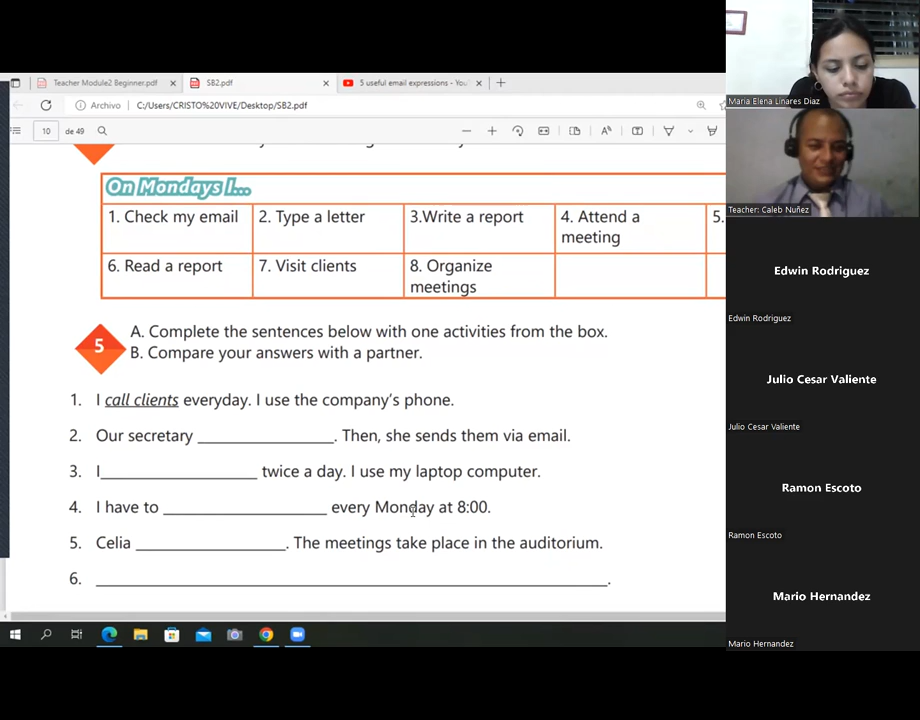 Teacher Module2 Beginner.pdf
SB2.pdf
5 useful email expressions - You
Archivo
C:/Users/CRISTO%20VIVE/Desktop/SB2.pdf
10 de 49
On Mondays I...
1. Check my email
2. Type a letter
3.Write a report
4. Attend a meeting
5.
6. Read a report
7. Visit clients
8. Organize meetings
5
A. Complete the sentences below with one activities from the box.
B. Compare your answers with a partner.
1. I call clients everyday. I use the company's phone.
2. Our secretary _______________. Then, she sends them via email.
3. I_________________ twice a day. I use my laptop computer.
4. I have to __________________ every Monday at 8:00.
5. Celia ________________. The meetings take place in the auditorium.
6. _________________________________________________________.
Maria Elena Linares Diaz
Teacher: Caleb Nuñez
Edwin Rodriguez
Edwin Rodriguez
Julio Cesar Valiente
Julio Cesar Valiente
Ramon Escoto
Ramon Escoto
Mario Hernandez
Mario Hernandez